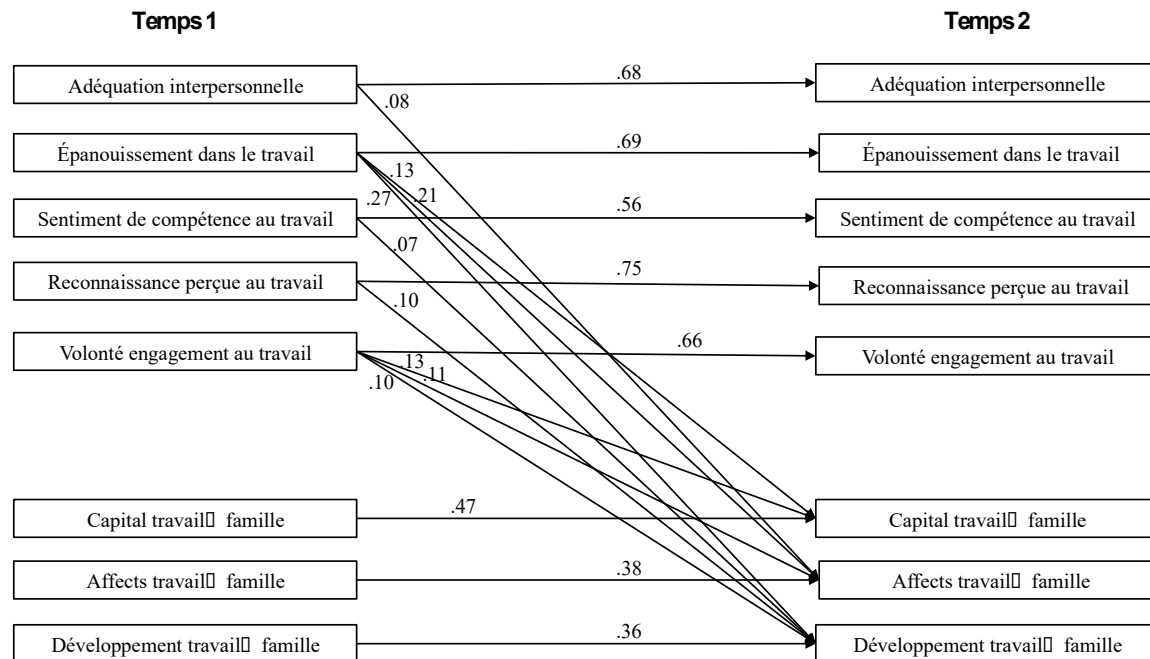 Temps 1
Temps 2
Adéquation interpersonnelle
.68
Adéquation interpersonnelle
.08
Épanouissement dans le travail
.69
Épanouissement dans le travail
.13
.27
.21
Sentiment de compétence au travail
.56
Sentiment de compétence au travail
.07
Reconnaissance perçue au travail
.75
Reconnaissance perçue au travail
.10
Volonté engagement au travail
.66
Volonté engagement au travail
.13
.10
.11
Capital travail▯ famille
.47
Capital travail▯ famille
Affects travail▯ famille
.38
Affects travail▯ famille
Développement travail▯ famille
.36
Développement travail▯ famille